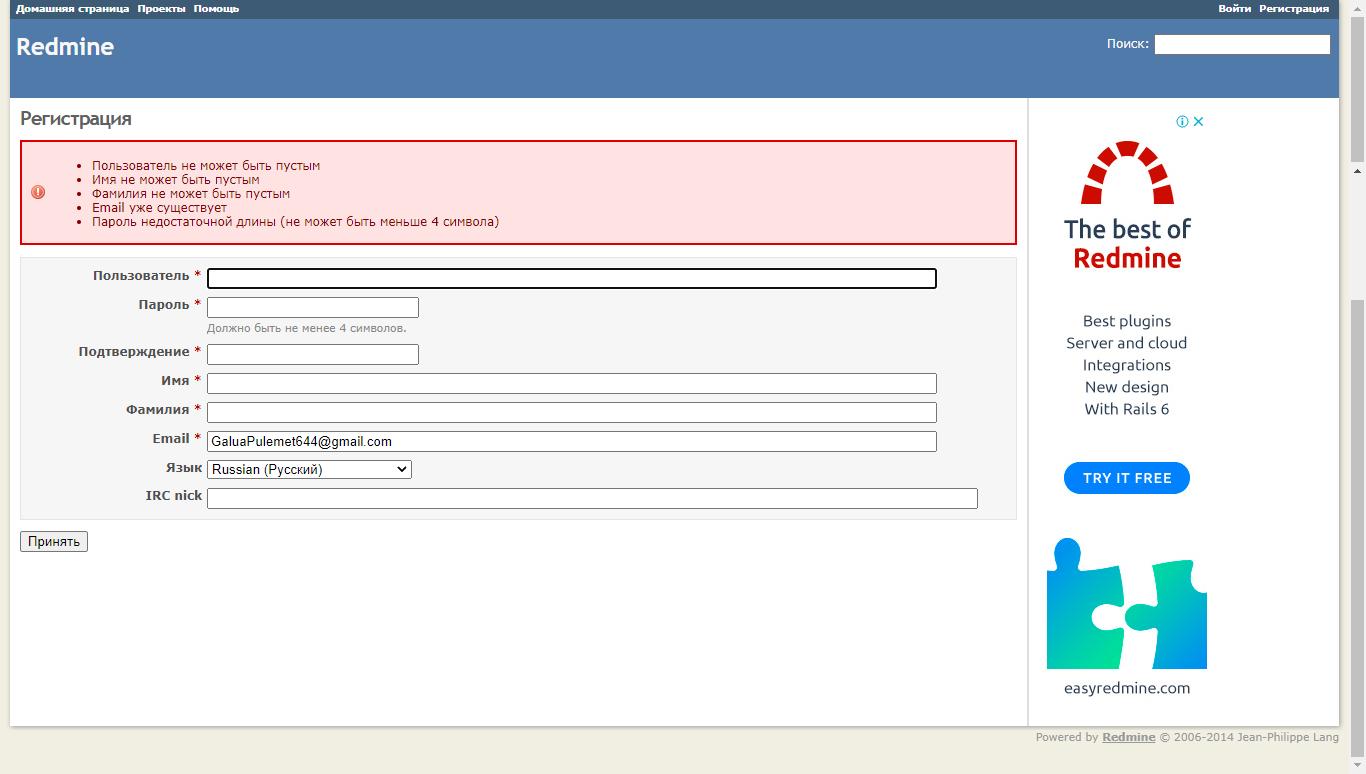 Домашняя страница Проекты Помощь Войти Регистрация
Redmine
Поиск:
Регистрация
Пользователь не может быть пустым
Имя не может быть пустым
Фамилия не может быть пустым
Email уже существует
Пароль недостаточной длины (не может быть меньше 4 символа)
Пользователь *
Пароль *
Должно быть не менее 4 символов.
Подтверждение *
Имя *
Фамилия *
Email * GaluaPulemet644@gmail.com
Язык Russian (Русский)
IRC nick
Принять
The best of
Redmine
Best plugins
Server and cloud
Integrations
New design
With Rails 6
TRY IT FREE
easyredmine.com
Powered by Redmine © 2006-2014 Jean-Philippe Lang